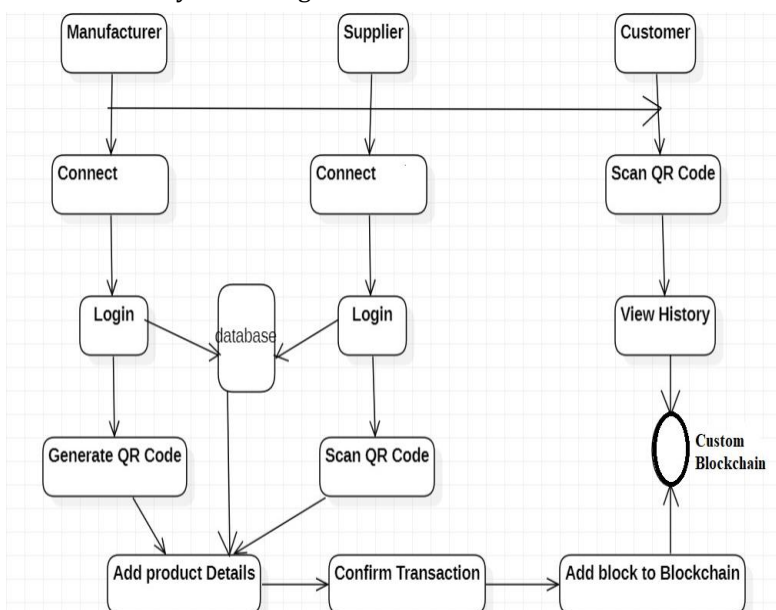 Manufacturer
Supplier
Customer
Connect
Connect
Scan QR Code
Login
database
Login
View History
Generate QR Code
Scan QR Code
Custom
Blockchain
Add product Details
Confirm Transaction
Add block to Blockchain